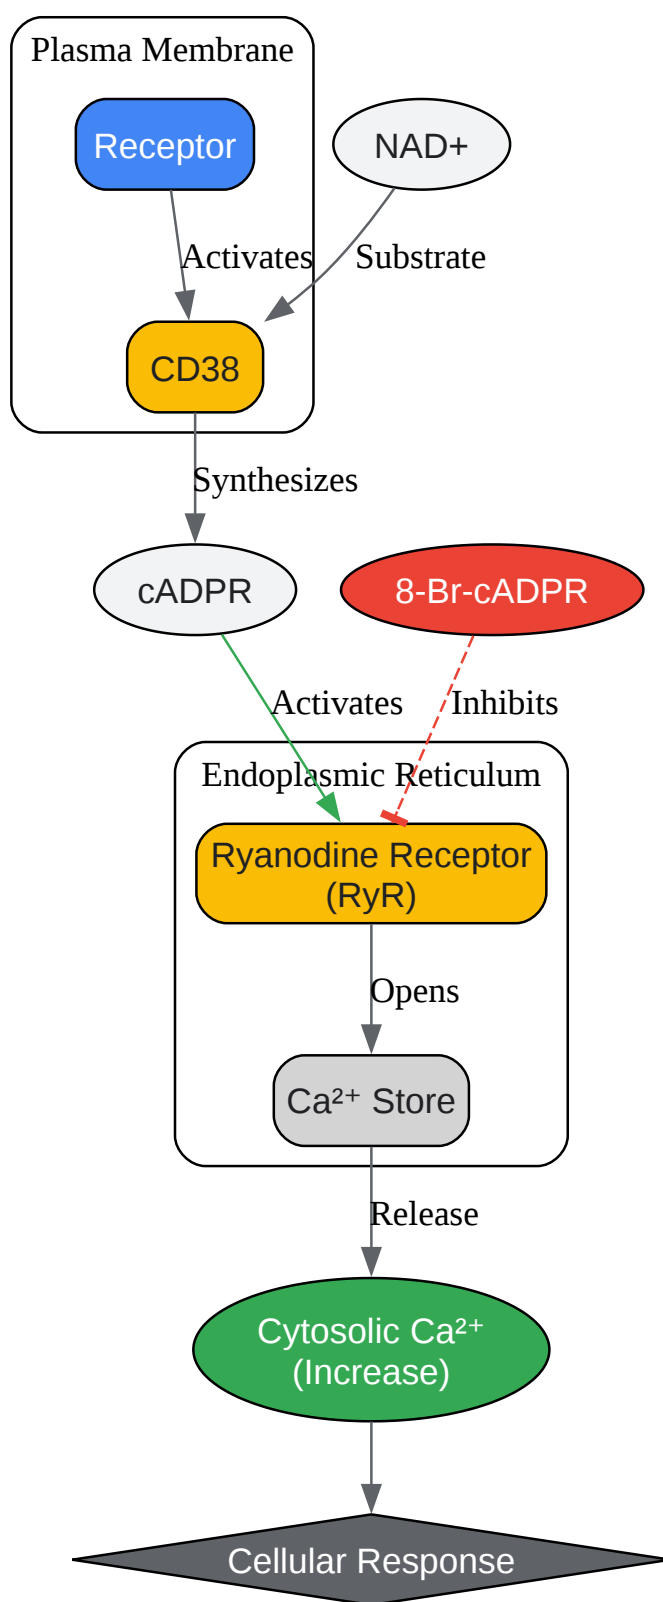 Plasma Membrane
Receptor
NAD+
Activates
Substrate
CD38
Synthesizes
cADPR
8-Br-cADPR
Activates
Inhibits
Endoplasmic Reticulum
Ryanodine Receptor
(RyR)
Opens
Ca²⁺ Store
Release
Cytosolic Ca²⁺
(Increase)
Cellular Response